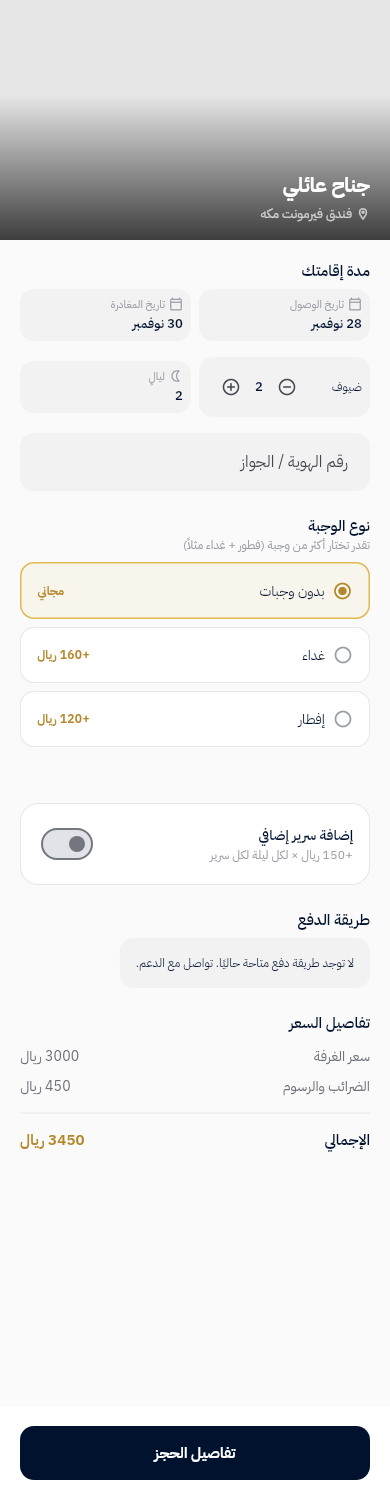 جناح عائلي
فندق فيرمونت مكه
مدة إقامتك
تاريخ الوصول
28 نوفمبر
تاريخ المغادرة
30 نوفمبر
ضيوف
2
ليالٍ
2
رقم الهوية / الجواز
نوع الوجبة
تقدر تختار أكثر من وجبة (فطور + غداء مثلاً)
بدون وجبات
مجاني
غداء
+160 ريال
إفطار
+120 ريال
إضافة سرير إضافي
+150 ريال × لكل ليلة لكل سرير
طريقة الدفع
لا توجد طريقة دفع متاحة حاليًا. تواصل مع الدعم.
تفاصيل السعر
سعر الغرفة
3000 ريال
الضرائب والرسوم
450 ريال
الإجمالي
3450 ريال
تفاصيل الحجز